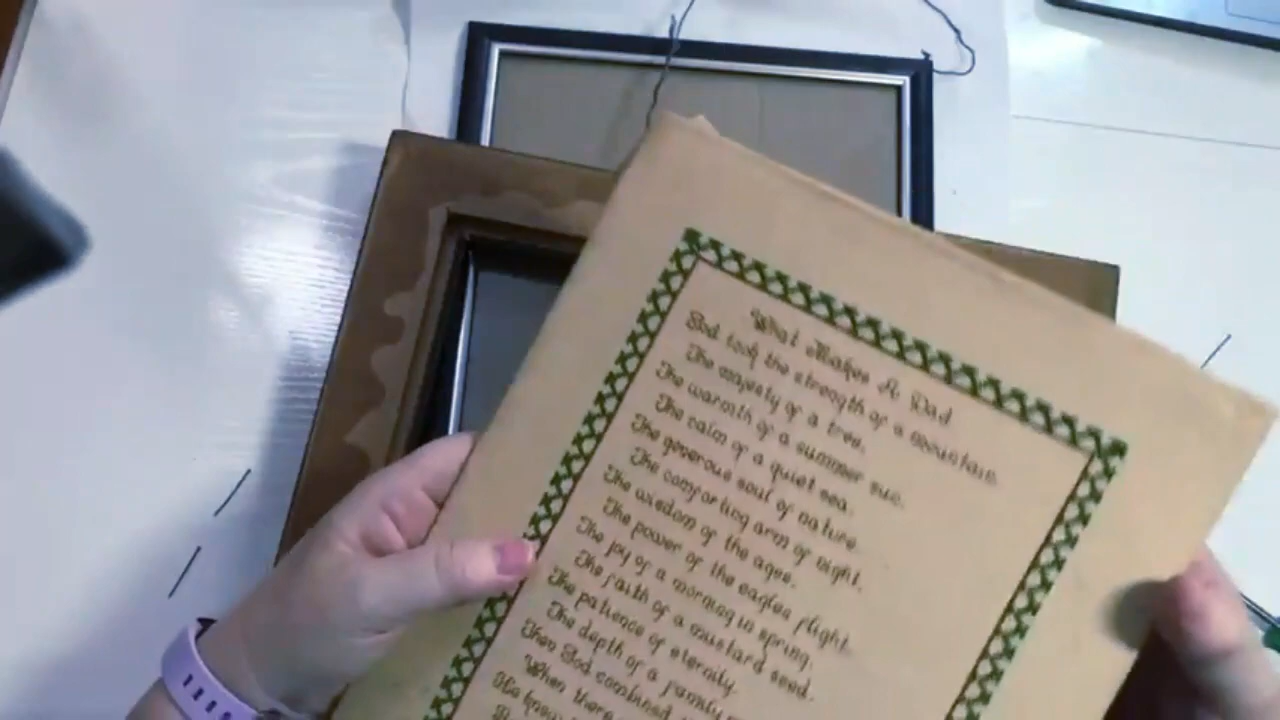 What Makes A Dad
God took the strength of a mountain,
The majesty of a tree,
The warmth of a summer sun,
The calm of a quiet sea,
The generous soul of nature,
The comforting arm of night,
The wisdom of the ages,
The power of the eagles flight,
The joy of a morning in spring,
The faith of a mustard seed,
The patience of eternity,
The depth of a family
Then God combined
When there
He knew